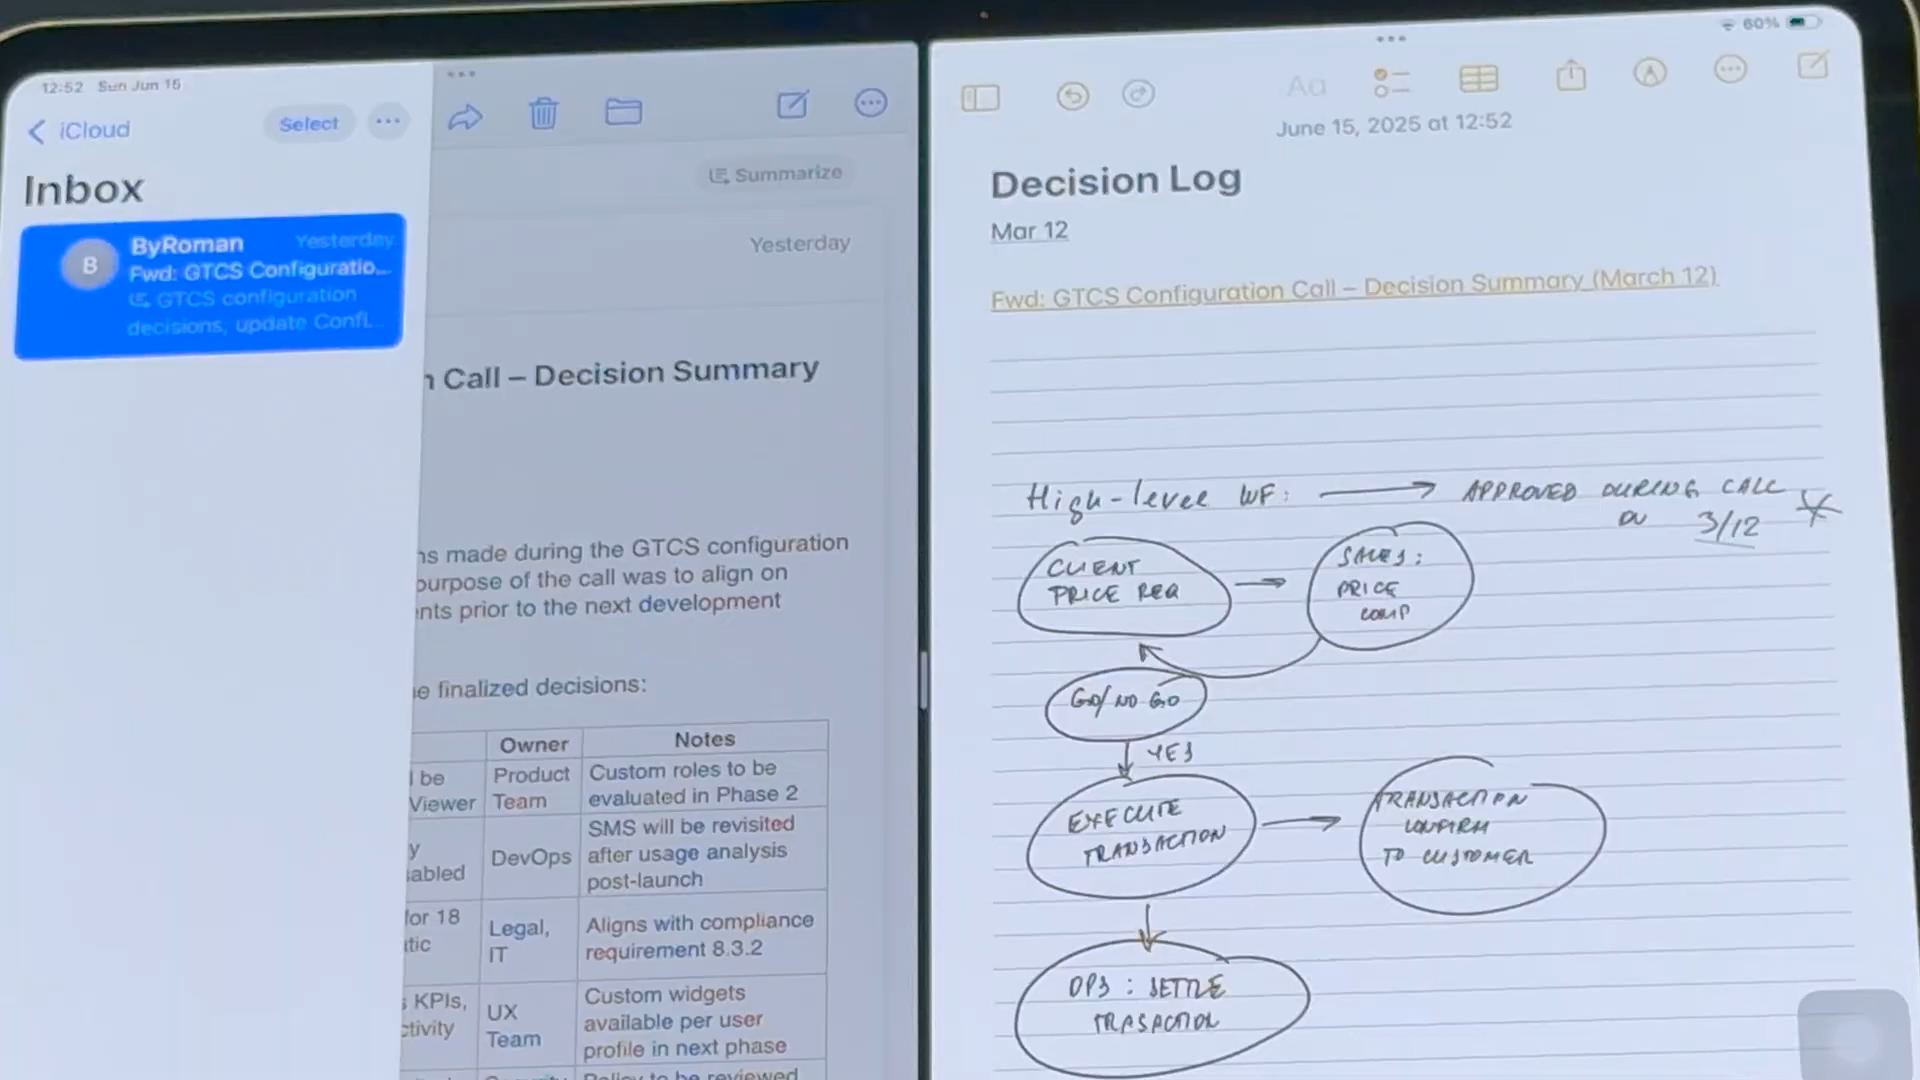 12:52 Sun Jun 15
iCloud
Select
Inbox
B
ByRoman
Yesterday
Fwd: GTCS Configuratio...
GTCS configuration
decisions, update Confl...
Summarize
Yesterday
Call – Decision Summary
made during the GTCS configuration
purpose of the call was to align on
prior to the next development
finalized decisions:
Owner
Notes
be
Viewer
Product
Team
Custom roles to be
evaluated in Phase 2
DevOps
SMS will be revisited
after usage analysis
post-launch
for 18
Legal,
IT
Aligns with compliance
requirement 8.3.2
KPIs,
UX
Team
Custom widgets
available per user
profile in next phase
Policy to be reviewed
60%
Aa
June 15, 2025 at 12:52
Decision Log
Mar 12
Fwd: GTCS Configuration Call – Decision Summary (March 12)
High-level WF:
APPROVED DURING CALL
ON 3/12
CLIENT
PRICE REQ
SALES:
PRICE
COMP
GO/NO GO
YES
EXECUTE
TRANSACTION
TRANSACTION
CONFIRM
TO CUSTOMER
OPS : SETTLE
TRASACTION